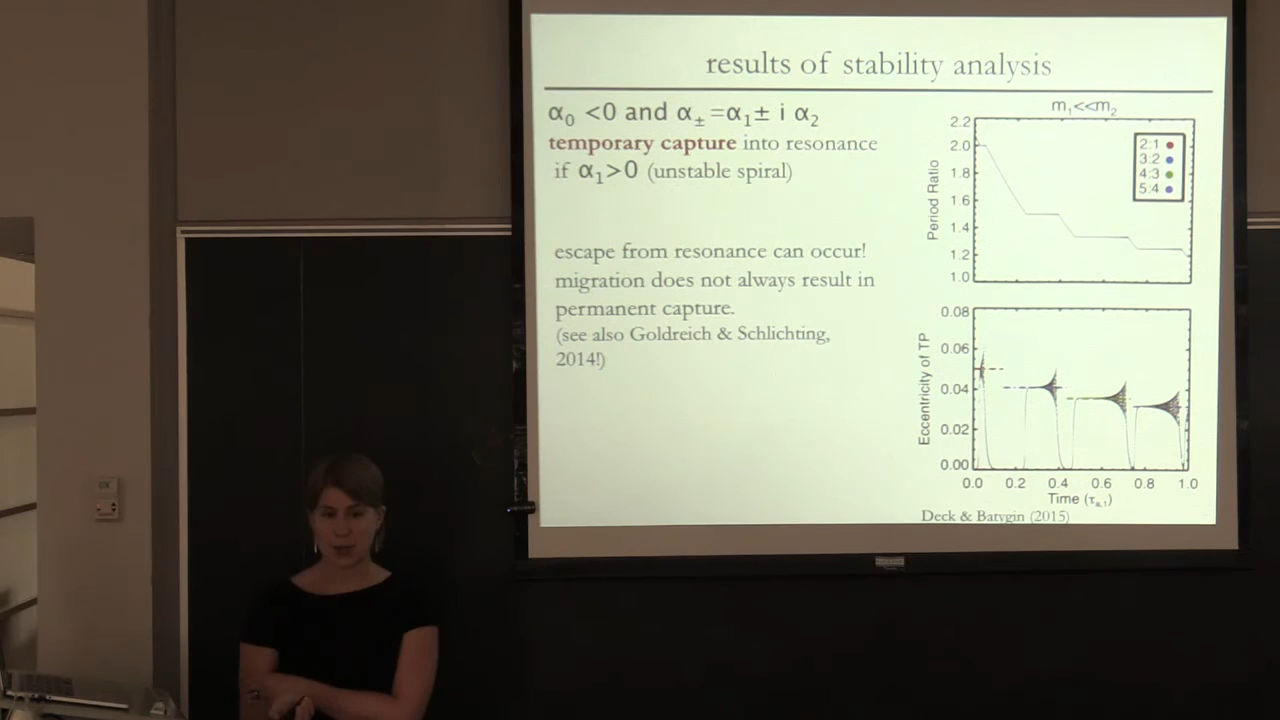 results of stability analysis
α₀ <0 and α± =α₁± i α₂
temporary capture into resonance
if α₁>0 (unstable spiral)
escape from resonance can occur!
migration does not always result in
permanent capture.
(see also Goldreich & Schlichting,
2014!)
m₁<<m₂
2.2
2.0
1.8
1.6
1.4
1.2
1.0
Period Ratio
2:1
3:2
4:3
5:4
0.08
0.06
0.04
0.02
0.00
Eccentricity of TP
0.0 0.2 0.4 0.6 0.8 1.0
Time (τa,1)
Deck & Batygin (2015)